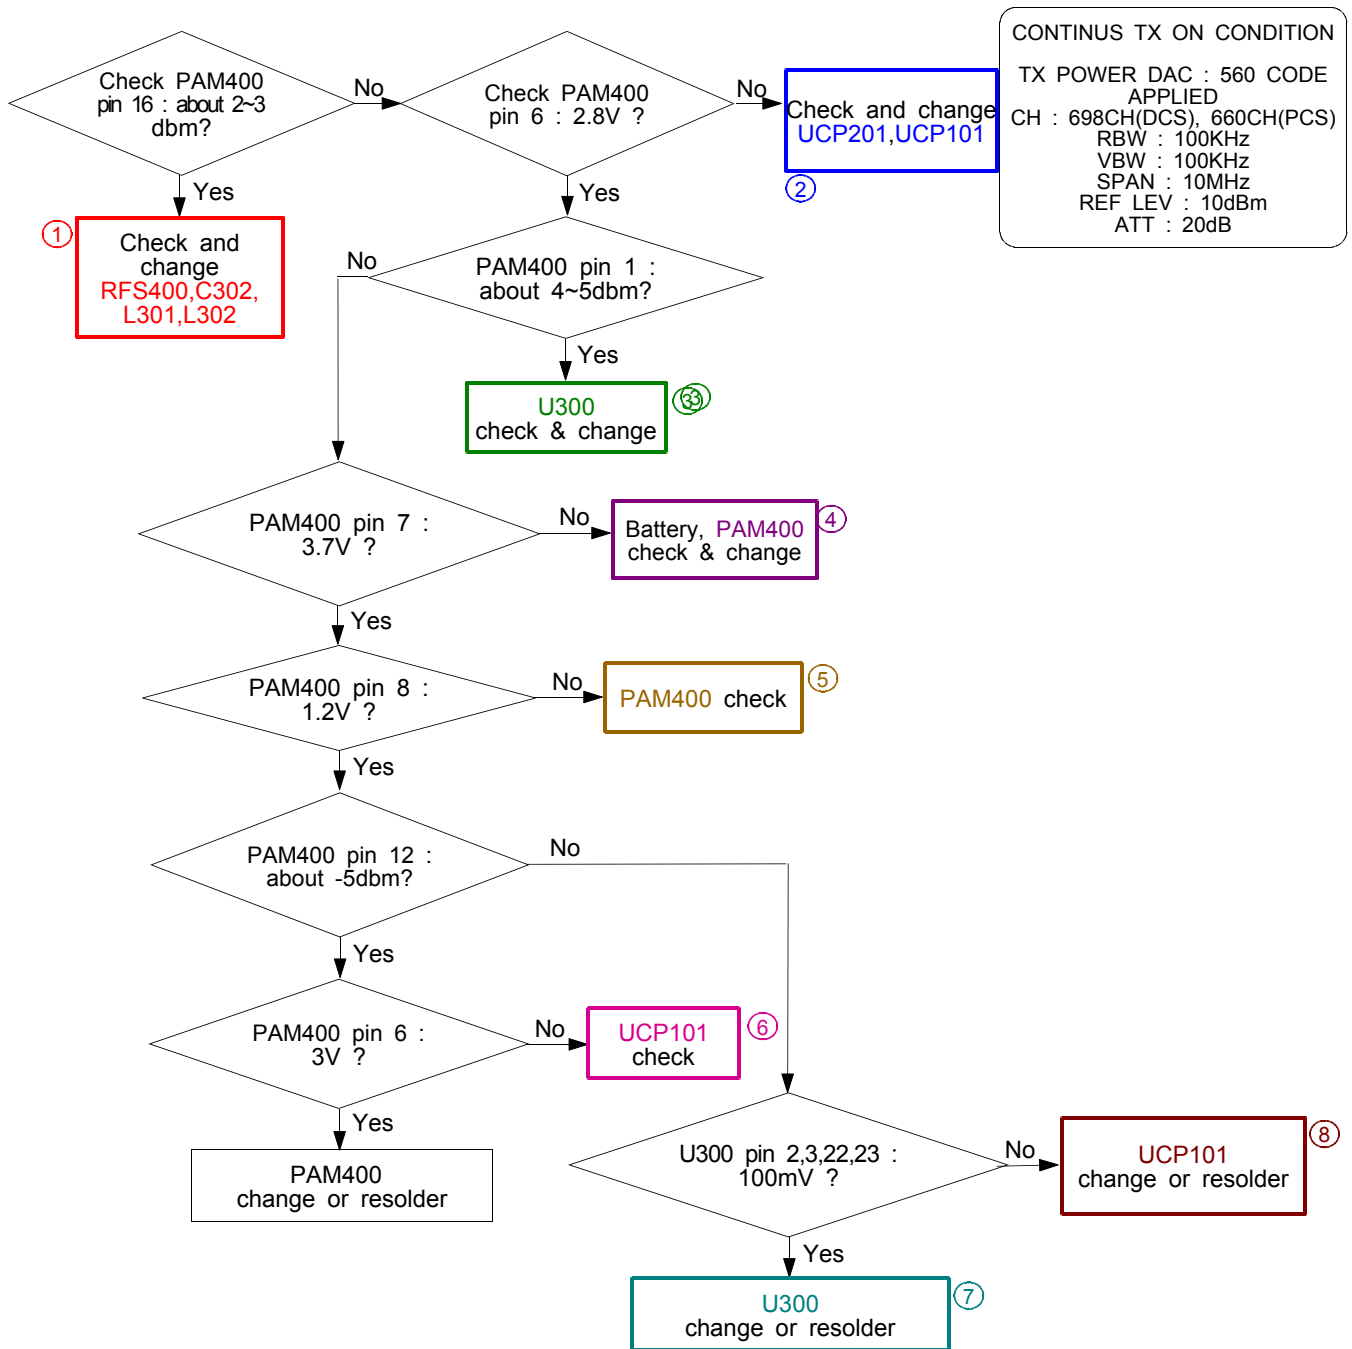 Check PAM400
pin 16 : about 2~3
dbm?
No
Check PAM400
pin 6 : 2.8V ?
No
Check and change
UCP201,UCP101
②
CONTINUS TX ON CONDITION
TX POWER DAC : 560 CODE
APPLIED
CH : 698CH(DCS), 660CH(PCS)
RBW : 100KHz
VBW : 100KHz
SPAN : 10MHz
REF LEV : 10dBm
ATT : 20dB
Yes
Yes
①
Check and
change
RFS400,C302,
L301,L302
No
PAM400 pin 1 :
about 4~5dbm?
Yes
U300
check & change
③③
PAM400 pin 7 :
3.7V ?
No
Battery, PAM400
check & change
④
Yes
PAM400 pin 8 :
1.2V ?
No
PAM400 check
⑤
Yes
PAM400 pin 12 :
about -5dbm?
No
Yes
PAM400 pin 6 :
3V ?
No
UCP101
check
⑥
Yes
PAM400
change or resolder
U300 pin 2,3,22,23 :
100mV ?
No
UCP101
change or resolder
⑧
Yes
U300
change or resolder
⑦